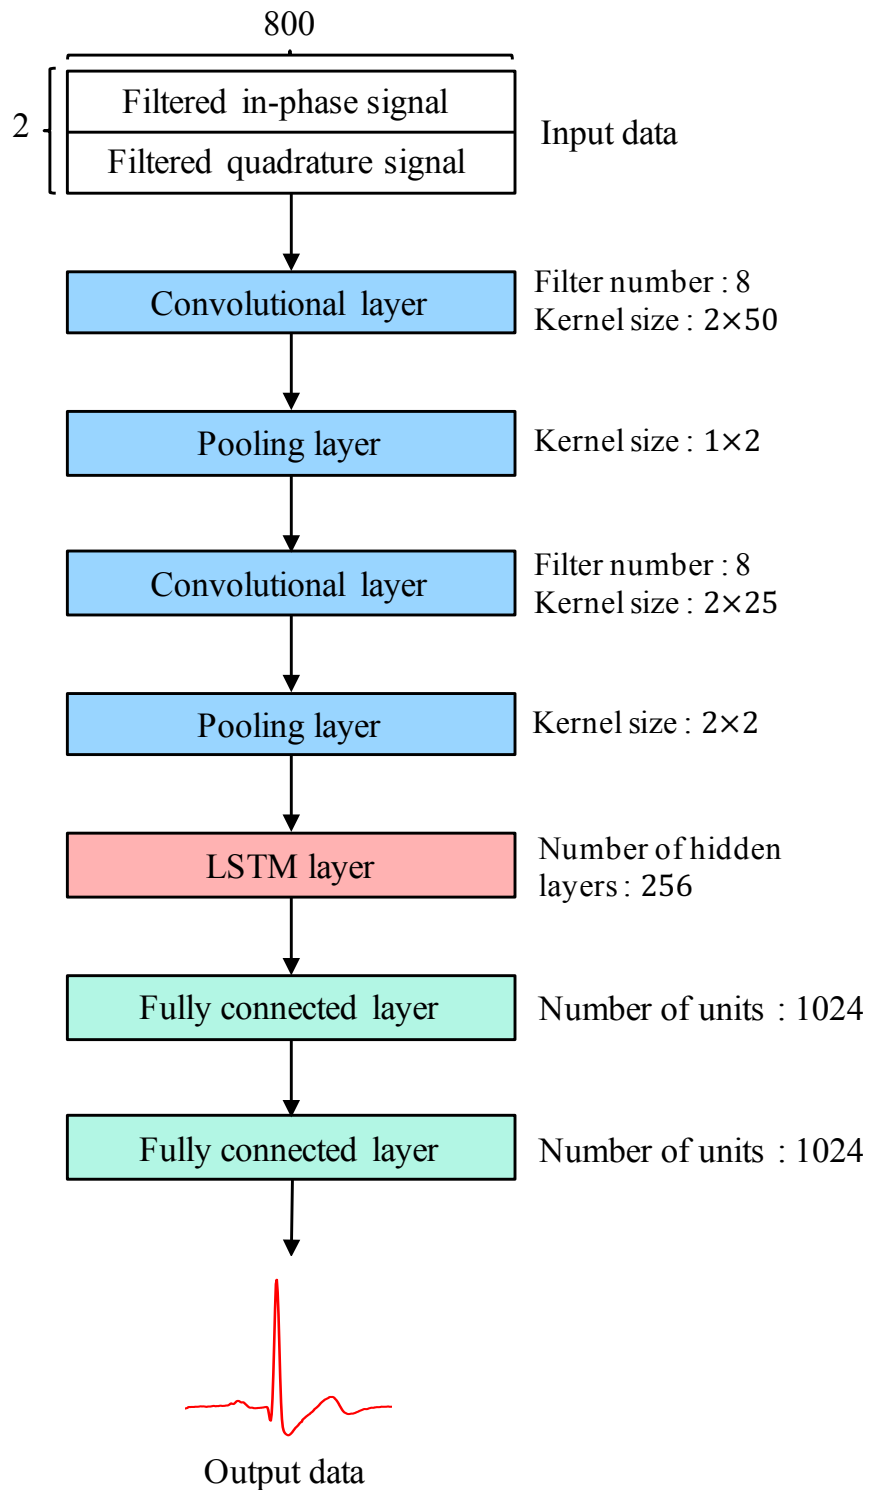 800
2
Filtered in-phase signal
Filtered quadrature signal
Input data
Convolutional layer
Filter number : 8
Kernel size : 2×50
Pooling layer
Kernel size : 1×2
Convolutional layer
Filter number : 8
Kernel size : 2×25
Pooling layer
Kernel size : 2×2
LSTM layer
Number of hidden
layers : 256
Fully connected layer
Number of units : 1024
Fully connected layer
Number of units : 1024
Output data